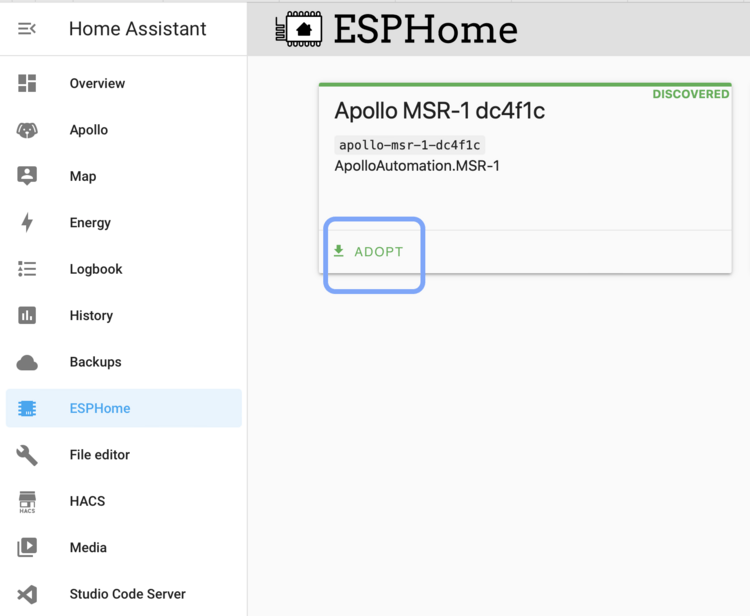 Home Assistant
ESPHome
Overview
Apollo
Map
Energy
Logbook
History
Backups
ESPHome
File editor
HACS
HACS
Media
Studio Code Server
DISCOVERED
Apollo MSR-1 dc4f1c
apollo-msr-1-dc4f1c
ApolloAutomation.MSR-1
ADOPT